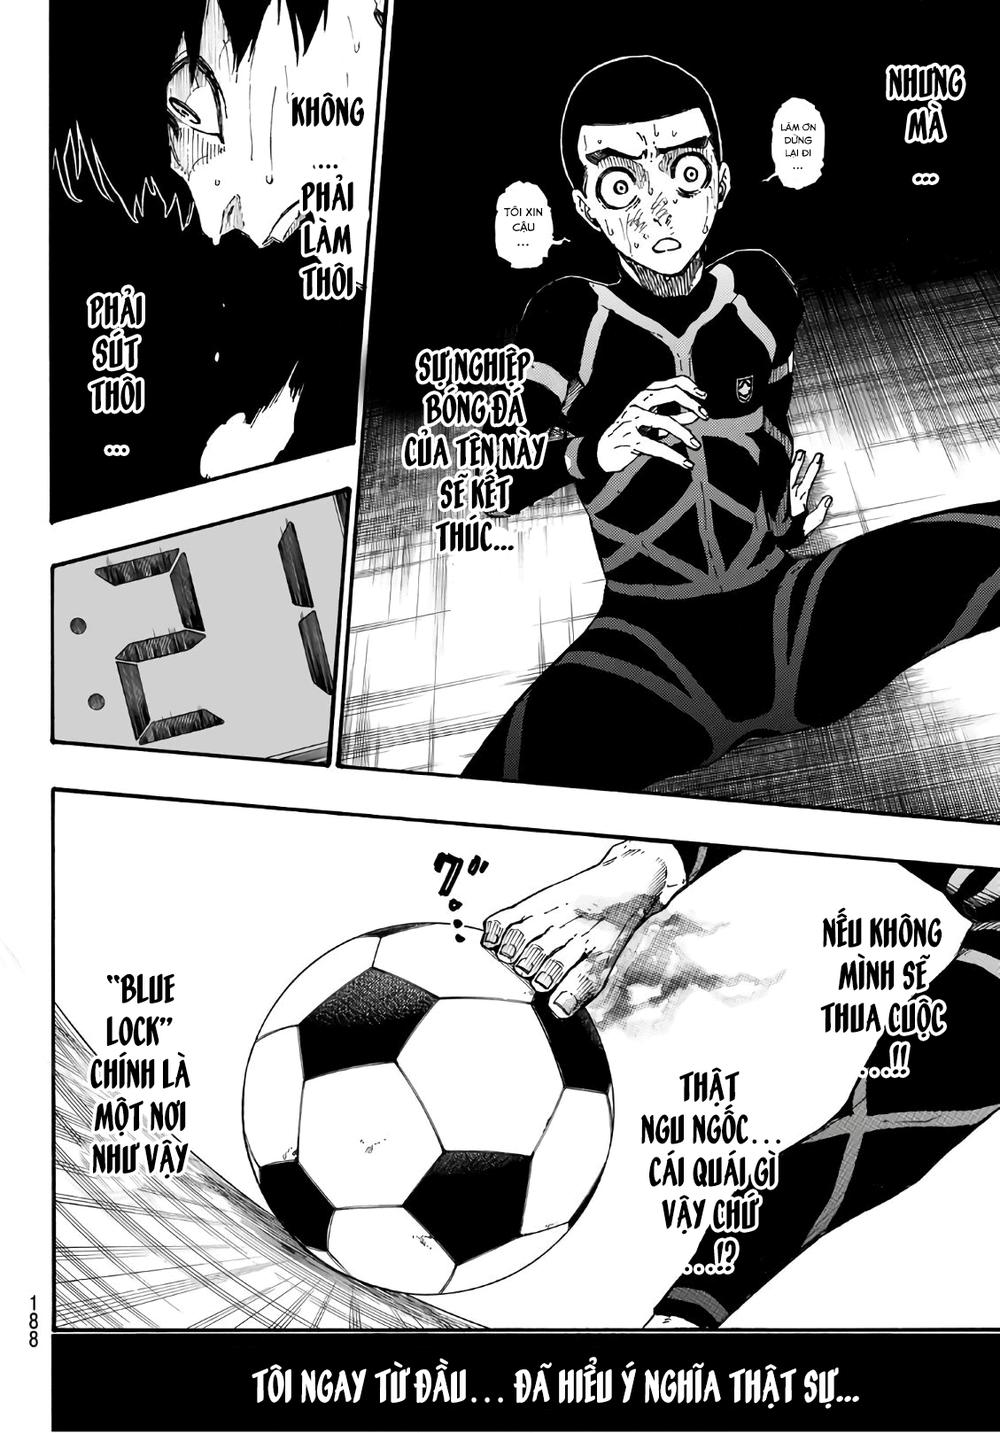 NHƯNG
MÀ
...
LÀM ƠN
DỪNG
LẠI ĐI
...
TÔI XIN
CẬU
...
SỰ NGHIỆP
BÓNG ĐÁ
CỦA TÊN NÀY
SẼ KẾT
THÚC...
KHÔNG
....
PHẢI
LÀM
THÔI
PHẢI
SÚT
THÔI
...
:21
NẾU KHÔNG
MÌNH SẼ
THUA CUỘC
...!!
THẬT
NGU NGỐC...
CÁI QUÁI GÌ
VẬY CHỨ
...!?
“BLUE
LOCK”
CHÍNH LÀ
MỘT NƠI
NHƯ VẬY
TÔI NGAY TỪ ĐẦU... ĐÃ HIỂU Ý NGHĨA THẬT SỰ...
188